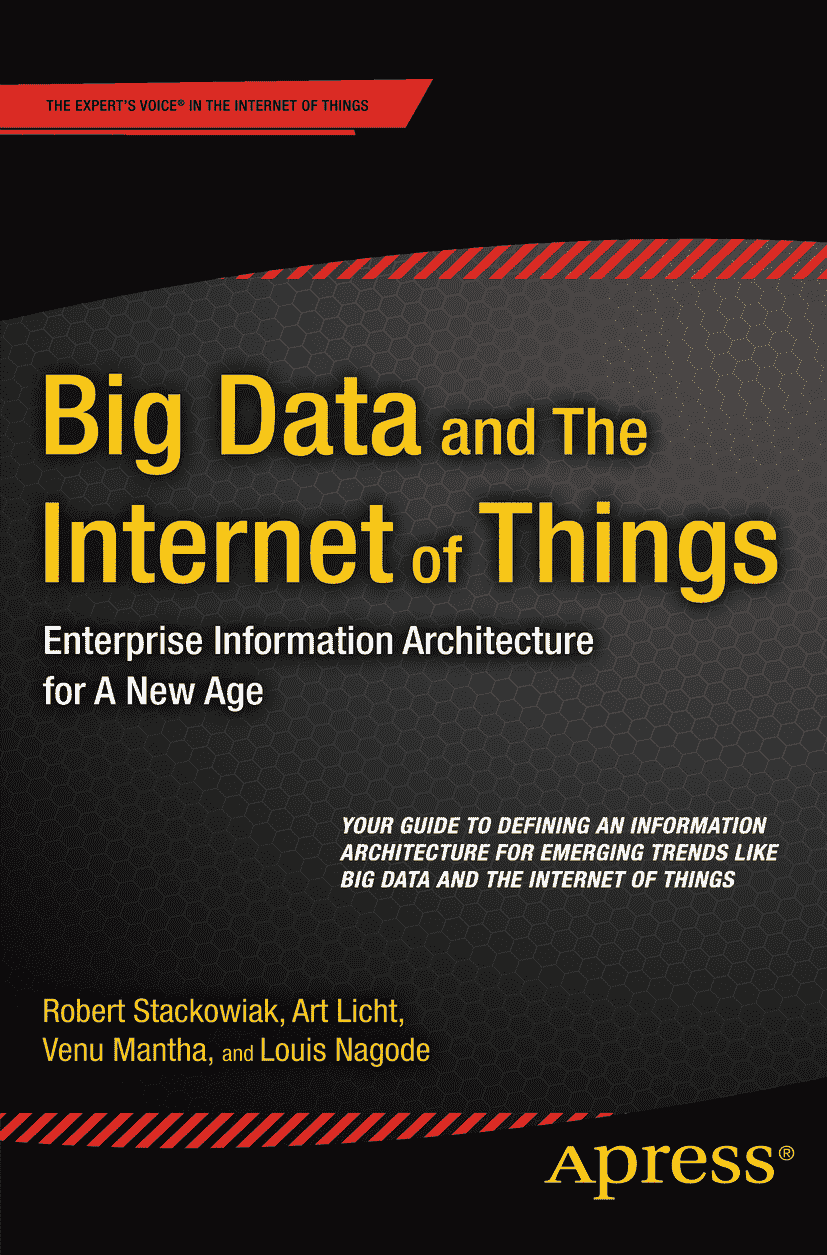 THE EXPERT'S VOICE® IN THE INTERNET OF THINGS
Big Data and The
Internet of Things
Enterprise Information Architecture
for A New Age
YOUR GUIDE TO DEFINING AN INFORMATION
ARCHITECTURE FOR EMERGING TRENDS LIKE
BIG DATA AND THE INTERNET OF THINGS
Robert Stackowiak, Art Licht,
Venu Mantha, and Louis Nagode
Apress®